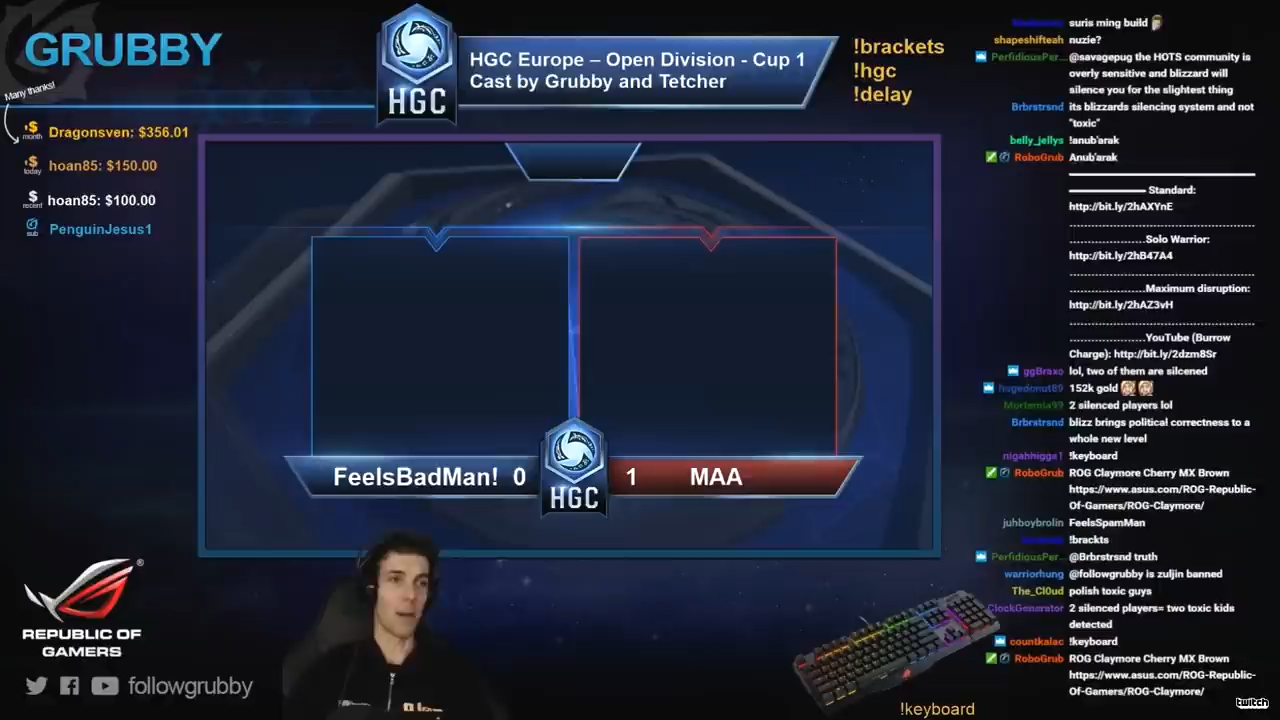 GRUBBY
Many thanks!
$ month Dragonsven: $356.01
$ today hoan85: $150.00
$ recent hoan85: $100.00
sub PenguinJesus1
HGC
HGC Europe – Open Division - Cup 1
Cast by Grubby and Tetcher
!brackets
!hgc
!delay
FeelsBadMan! 0
HGC
1 MAA
REPUBLIC OF
GAMERS
followgrubby
!keyboard
suris ming build
shapeshifteah nuzie?
PerfidiousPer... @savagepug the HOTS community is
overly sensitive and blizzard will
silence you for the slightest thing
Brbrstrsnd its blizzards silencing system and not
"toxic"
belly_jellys !anub'arak
RoboGrub Anub'arak
Standard:
http://bit.ly/2hAXYnE
Solo Warrior:
http://bit.ly/2hB47A4
Maximum disruption:
http://bit.ly/2hAZ3vH
YouTube (Burrow
Charge): http://bit.ly/2dzm8Sr
ggBraxo lol, two of them are silcened
hugedonut89 152k gold
Mortemia99 2 silenced players lol
Brbrstrsnd blizz brings political correctness to a
whole new level
nigahhigga1 !keyboard
RoboGrub ROG Claymore Cherry MX Brown
https://www.asus.com/ROG-Republic-
Of-Gamers/ROG-Claymore/
juhboybrolin FeelsSpamMan
!brackts
PerfidiousPer... @Brbrstrsnd truth
warriorhung @followgrubby is zuljin banned
The_Cl0ud polish toxic guys
ClockGenerator 2 silenced players= two toxic kids
detected
countkalac !keyboard
RoboGrub ROG Claymore Cherry MX Brown
https://www.asus.com/ROG-Republic-
Of-Gamers/ROG-Claymore/
twitch